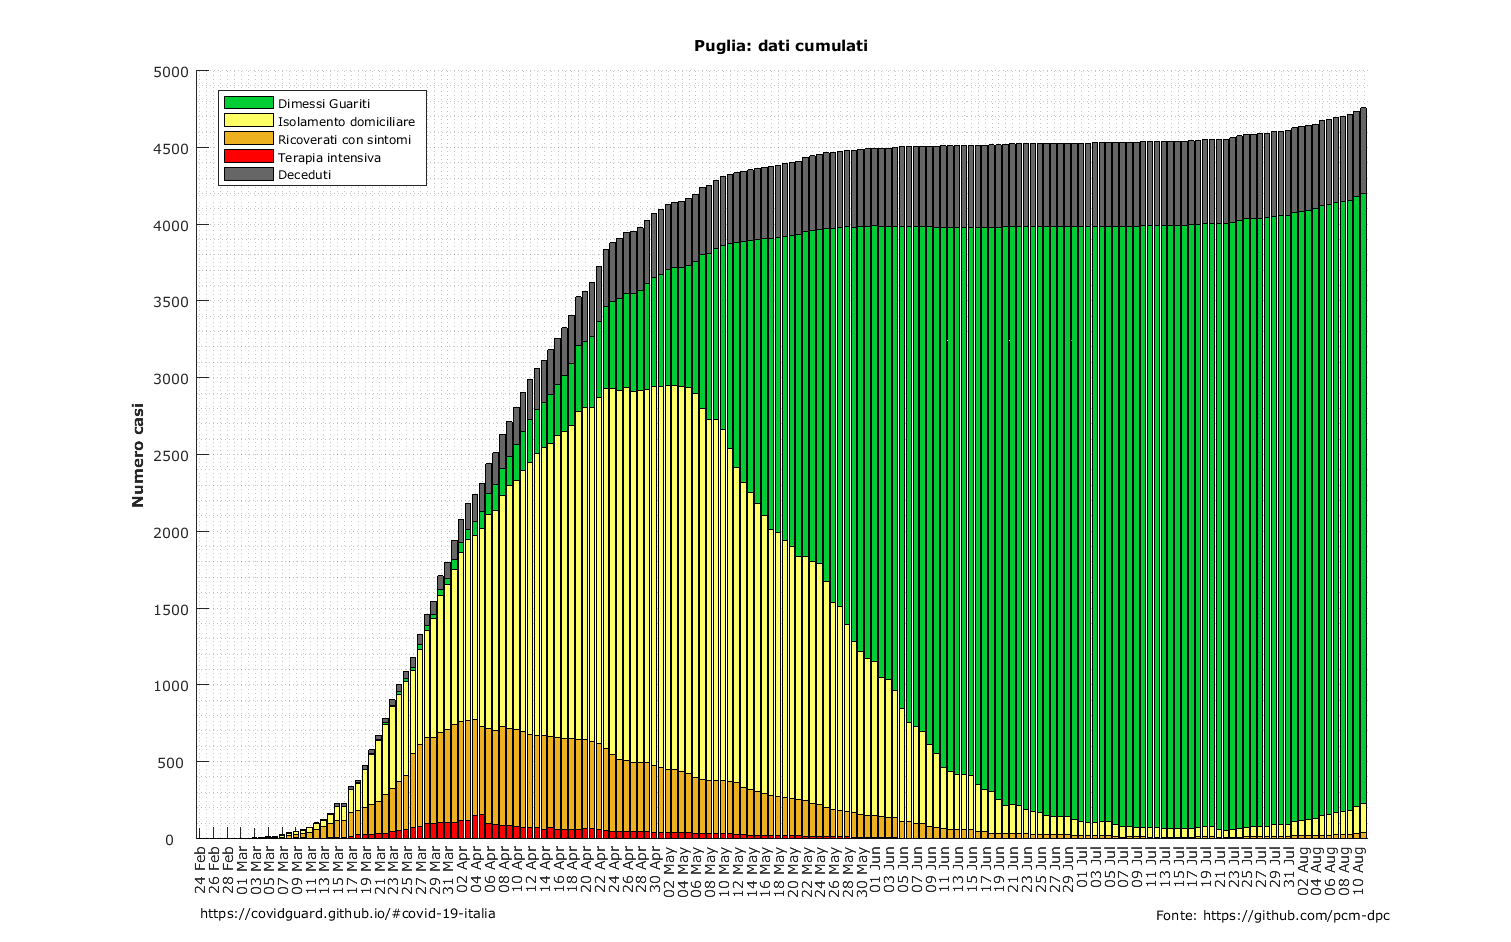 Puglia: dati cumulati
Numero casi
5000
4500
4000
3500
3000
2500
2000
1500
1000
500
0
Dimessi Guariti
Isolamento domiciliare
Ricoverati con sintomi
Terapia intensiva
Deceduti
24 Feb
26 Feb
28 Feb
01 Mar
03 Mar
05 Mar
07 Mar
09 Mar
11 Mar
13 Mar
15 Mar
17 Mar
19 Mar
21 Mar
23 Mar
25 Mar
27 Mar
29 Mar
31 Mar
02 Apr
04 Apr
06 Apr
08 Apr
10 Apr
12 Apr
14 Apr
16 Apr
18 Apr
20 Apr
22 Apr
24 Apr
26 Apr
28 Apr
30 Apr
02 May
04 May
06 May
08 May
10 May
12 May
14 May
16 May
18 May
20 May
22 May
24 May
26 May
28 May
30 May
01 Jun
03 Jun
05 Jun
07 Jun
09 Jun
11 Jun
13 Jun
15 Jun
17 Jun
19 Jun
21 Jun
23 Jun
25 Jun
27 Jun
29 Jun
01 Jul
03 Jul
05 Jul
07 Jul
09 Jul
11 Jul
13 Jul
15 Jul
17 Jul
19 Jul
21 Jul
23 Jul
25 Jul
27 Jul
29 Jul
31 Jul
02 Aug
04 Aug
06 Aug
08 Aug
10 Aug
https://covidguard.github.io/#covid-19-italia
Fonte: https://github.com/pcm-dpc